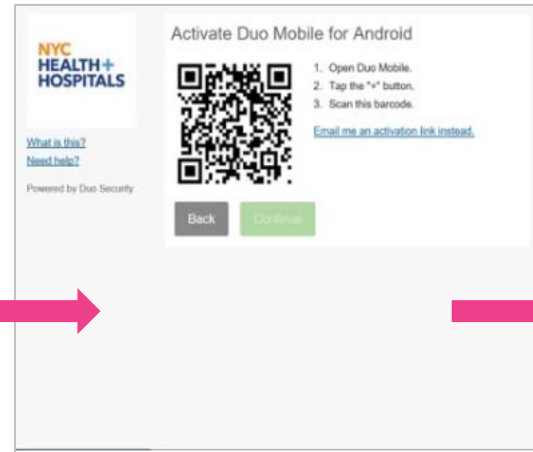 NYC
HEALTH+
HOSPITALS
What is this?
Need help?
Powered by Duo Security
Activate Duo Mobile for Android
1. Open Duo Mobile.
2. Tap the "+" button.
3. Scan this barcode.
Email me an activation link instead.
Back
Continue